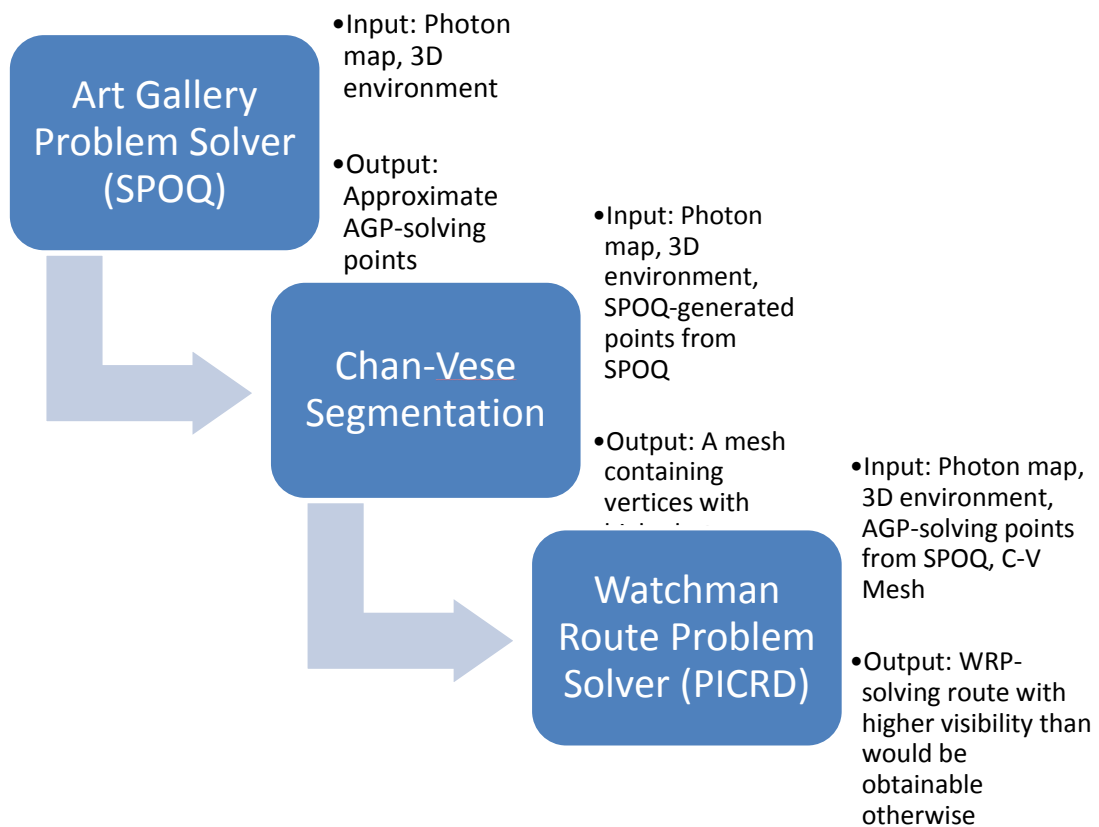 Art Gallery
Problem Solver
(SPOQ)
•Input: Photon
map, 3D
environment
•Output:
Approximate
AGP-solving
points
Chan-Vese
Segmentation
•Input: Photon
map, 3D
environment,
SPOQ-generated
points from
SPOQ
•Output: A mesh
containing
vertices with
Watchman
Route Problem
Solver (PICRD)
•Input: Photon map,
3D environment,
AGP-solving points
from SPOQ, C-V
Mesh
•Output: WRP-
solving route with
higher visibility than
would be
obtainable
otherwise